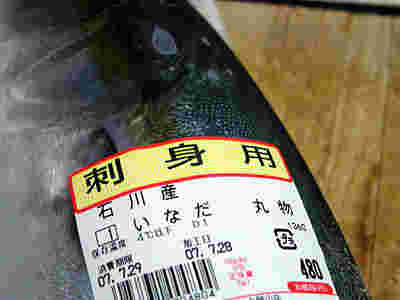 刺身用
石川産
いなだ 丸物
保存温度 4℃以下 D1
消費期限 加工日
07.7.29 07.7.28
480